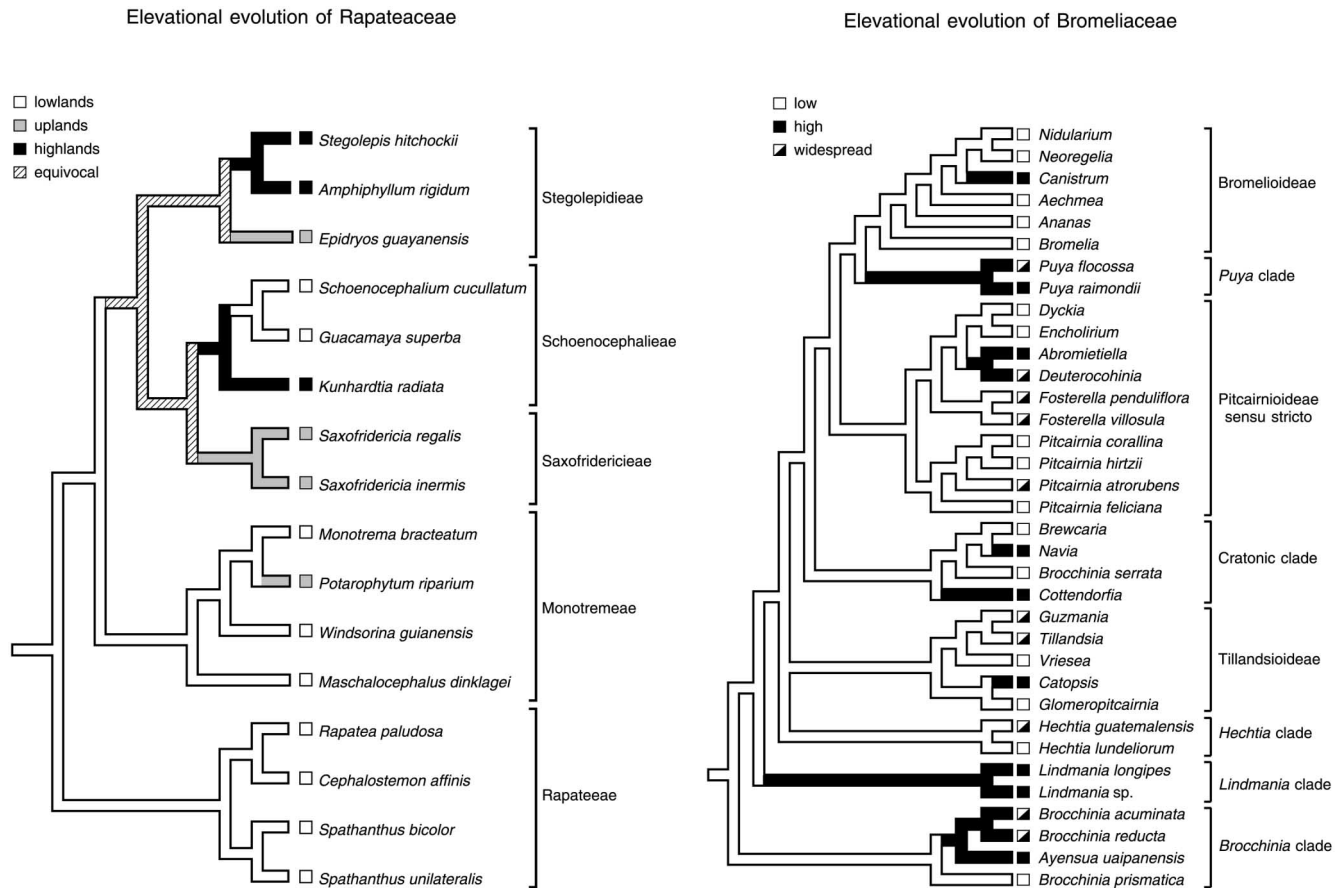 Elevational evolution of Rapateaceae
lowlands
uplands
highlands
equivocal
Stegolepis hitchockii
Amphiphyllum rigidum
Epidryos guayanensis
Schoenocephalium cucullatum
Guacamaya superba
Kunhardtia radiata
Saxofridericia regalis
Saxofridericia inermis
Monotrema bracteatum
Potarophytum riparium
Windsorina guianensis
Maschalocephalus dinklagei
Rapatea paludosa
Cephalostemon affinis
Spathanthus bicolor
Spathanthus unilateralis
Stegolepidieae
Schoenocephalieae
Saxofridericieae
Monotremeae
Rapateeae
Elevational evolution of Bromeliaceae
low
high
widespread
Nidularium
Neoregelia
Canistrum
Aechmea
Ananas
Bromelia
Puya flocossa
Puya raimondii
Dyckia
Encholirium
Abromietiella
Deuterocohinia
Fosterella penduliflora
Fosterella villosula
Pitcairnia corallina
Pitcairnia hirtzii
Pitcairnia atrorubens
Pitcairnia feliciana
Brewcaria
Navia
Brocchinia serrata
Cottendorfia
Guzmania
Tillandsia
Vriesea
Catopsis
Glomeropitcairnia
Hechtia guatemalensis
Hechtia lundeliorum
Lindmania longipes
Lindmania sp.
Brocchinia acuminata
Brocchinia reducta
Ayensua uaipanensis
Brocchinia prismatica
Bromelioideae
Puya clade
Pitcairnioideae
sensu stricto
Cratonic clade
Tillandsioideae
Hechtia clade
Lindmania clade
Brocchinia clade